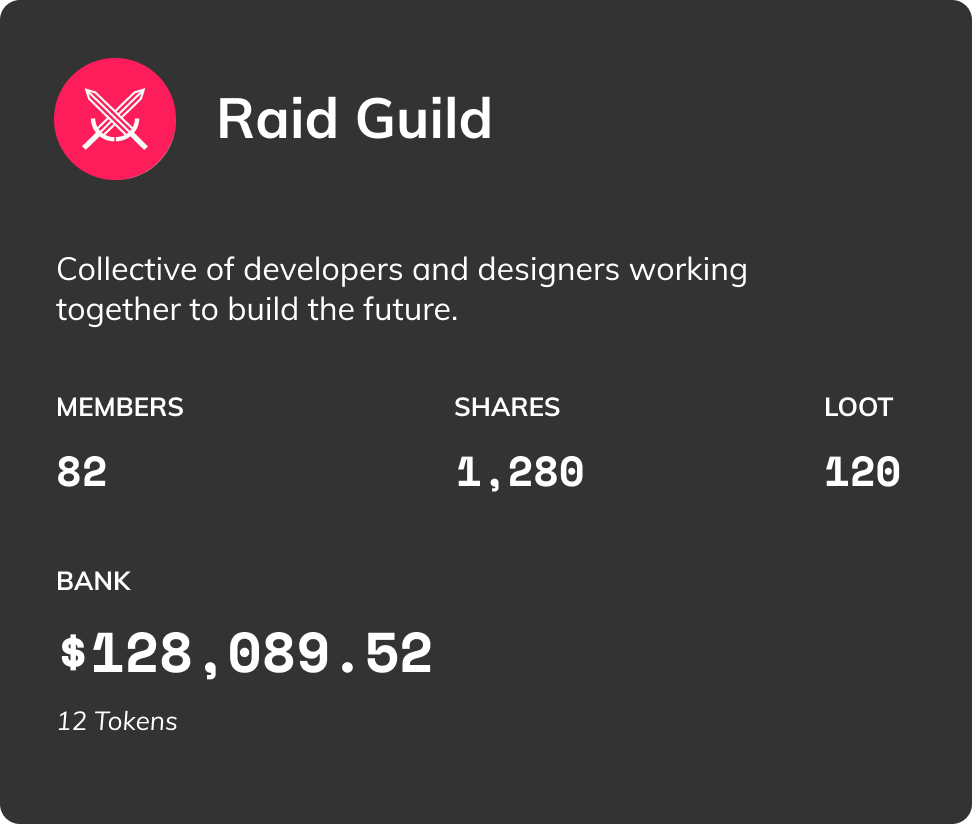 Raid Guild
Collective of developers and designers working
together to build the future.
MEMBERS SHARES LOOT
82 1,280 120
BANK
$128,089.52
12 Tokens